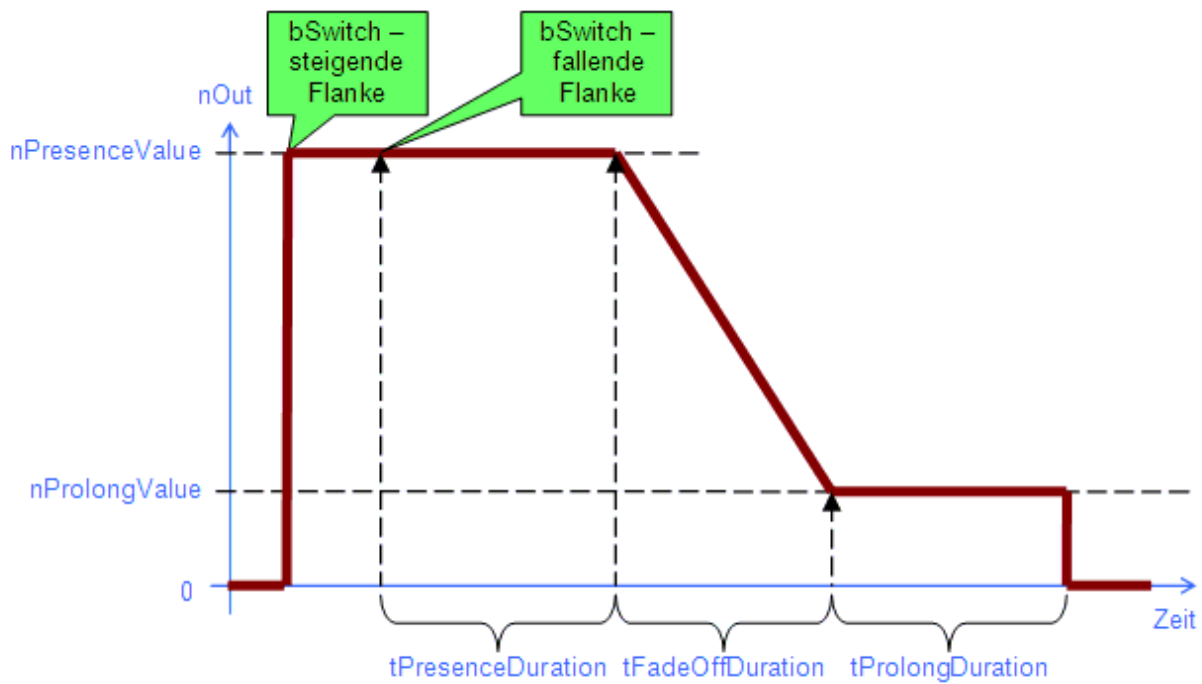 bSwitch –
steigende
Flanke
bSwitch –
fallende
Flanke
nOut
nPresenceValue
nProlongValue
0
Zeit
tPresenceDuration
tFadeOffDuration
tProlongDuration